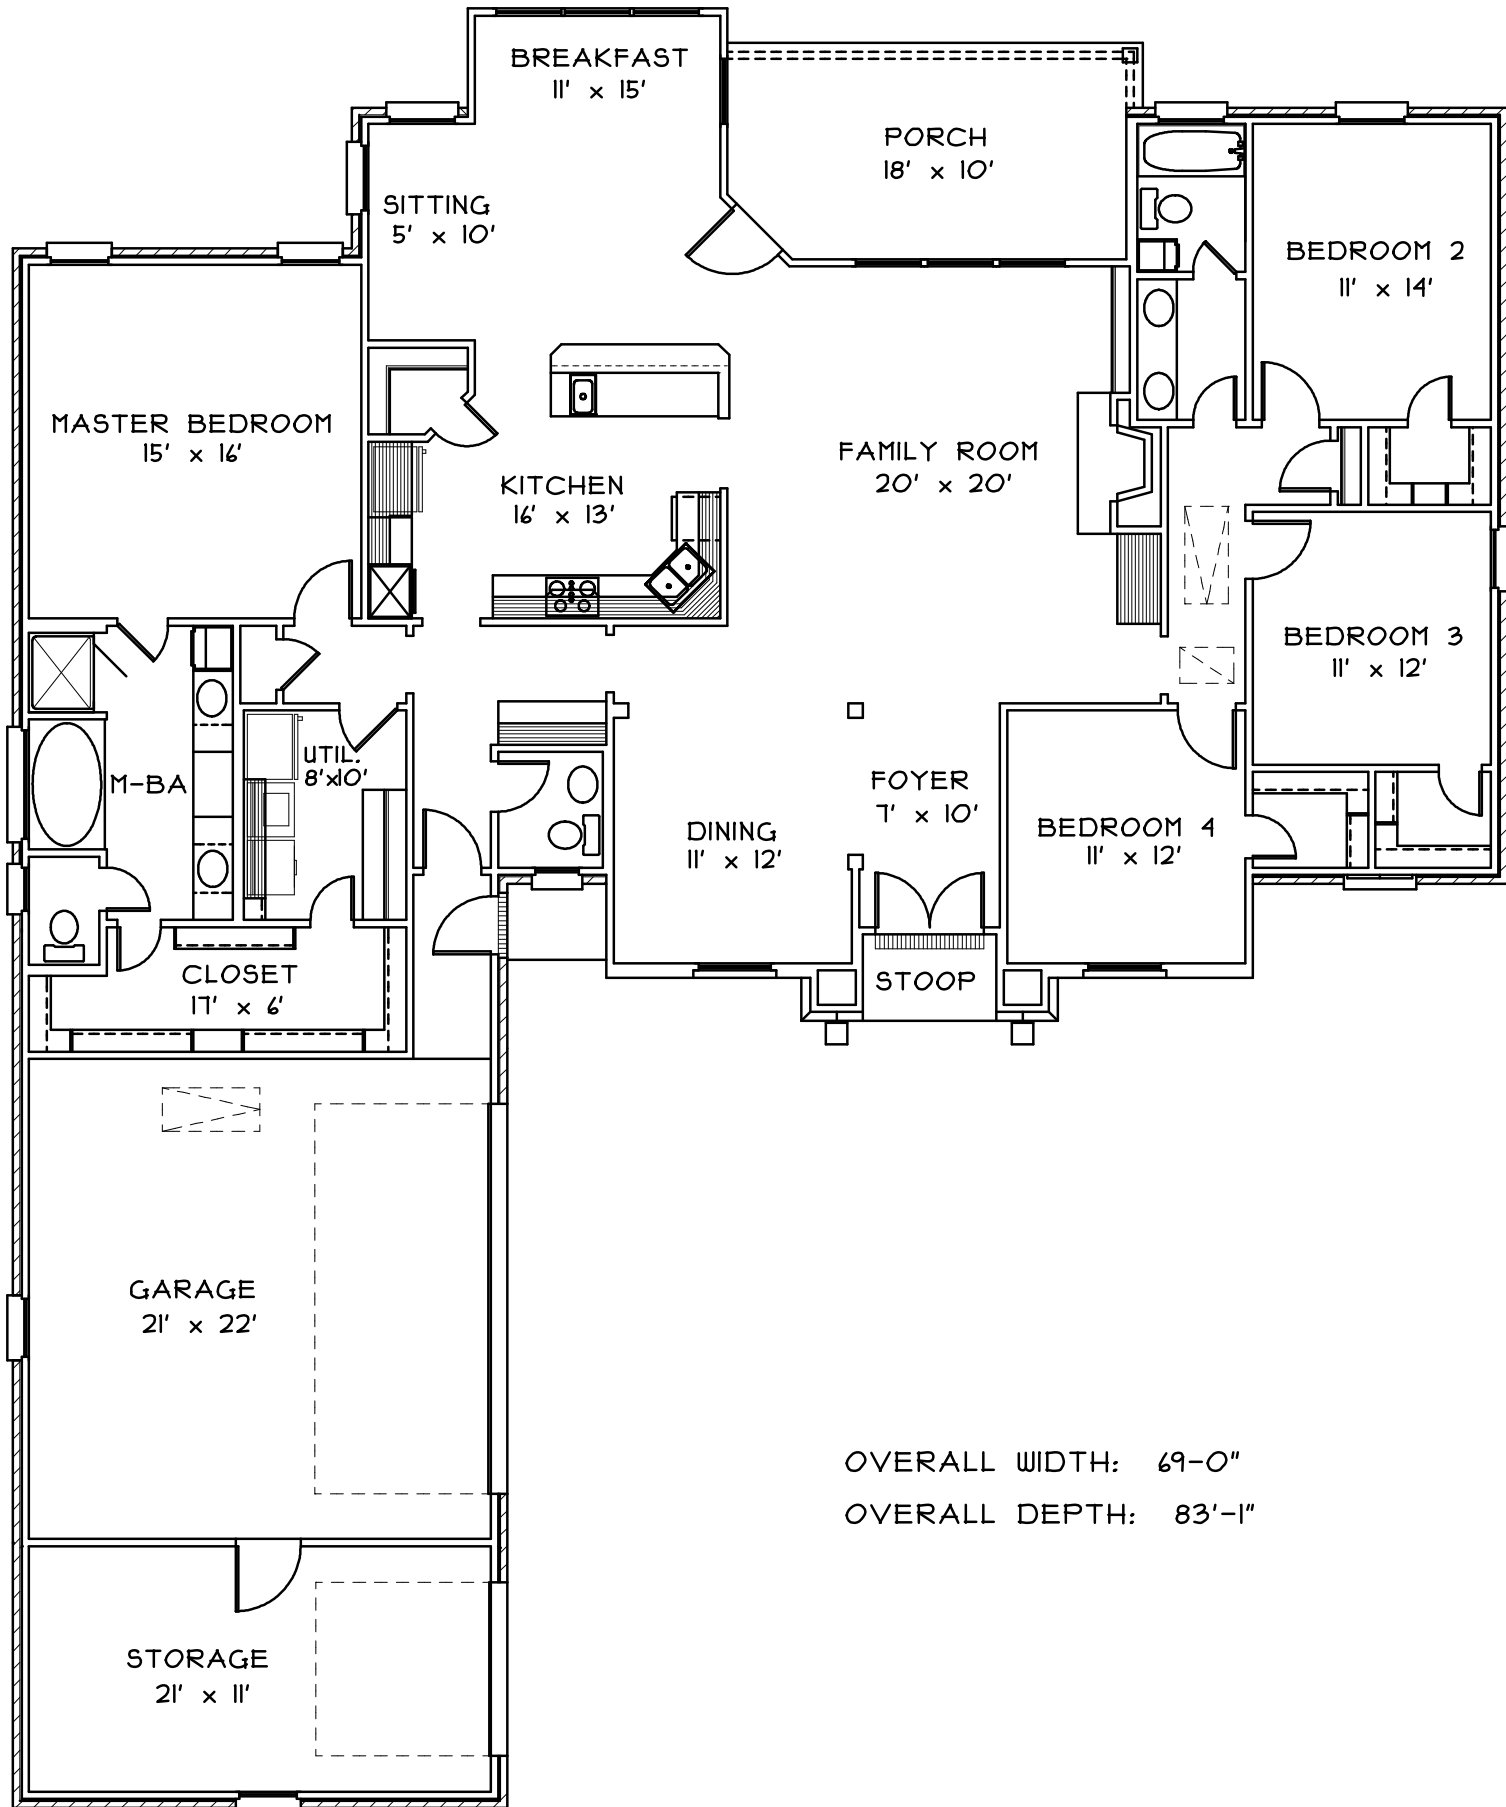 BREAKFAST
11' x 15'
PORCH
18' x 10'
SITTING
5' x 10'
BEDROOM 2
11' x 14'
MASTER BEDROOM
15' x 16'
FAMILY ROOM
20' x 20'
KITCHEN
16' x 13'
BEDROOM 3
11' x 12'
UTIL.
8'x10'
M-BA
FOYER
7' x 10'
DINING
11' x 12'
BEDROOM 4
11' x 12'
CLOSET
17' x 6'
STOOP
GARAGE
21' x 22'
OVERALL WIDTH: 69-0"
OVERALL DEPTH: 83'-1"
STORAGE
21' x 11'